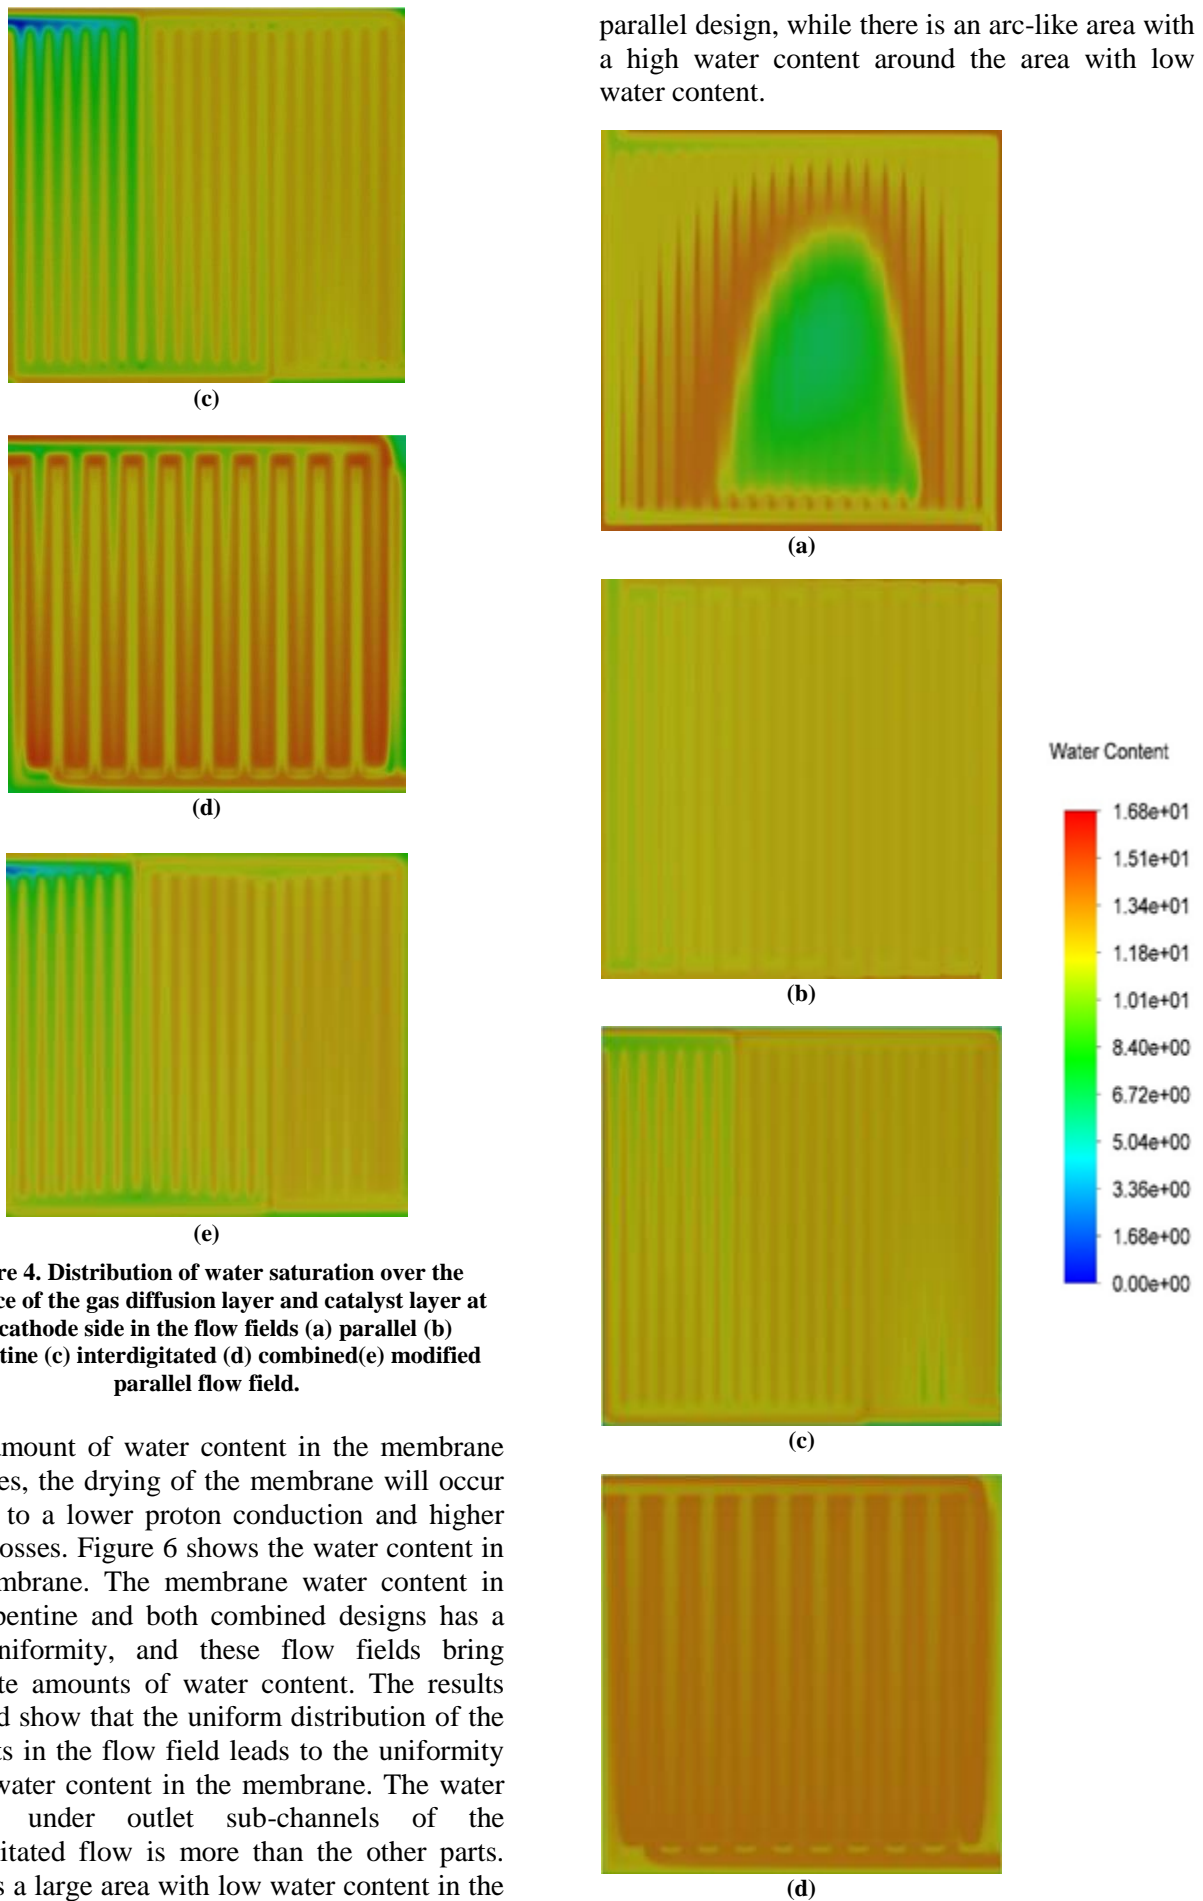 (c)
(d)
(e)
re 4. Distribution of water saturation over the
ce of the gas diffusion layer and catalyst layer at
cathode side in the flow fields (a) parallel (b)
tine (c) interdigitated (d) combined(e) modified
parallel flow field.
amount of water content in the membrane
es, the drying of the membrane will occur
to a lower proton conduction and higher
osses. Figure 6 shows the water content in
mbrane. The membrane water content in
pentine and both combined designs has a
niformity, and these flow fields bring
te amounts of water content. The results
d show that the uniform distribution of the
ts in the flow field leads to the uniformity
water content in the membrane. The water
under outlet sub-channels of the
itated flow is more than the other parts.
s a large area with low water content in the
parallel design, while there is an arc-like area with
a high water content around the area with low
water content.
(a)
(b)
(c)
(d)
Water Content
1.68e+01
1.51e+01
1.34e+01
1.18e+01
1.01e+01
8.40e+00
6.72e+00
5.04e+00
3.36e+00
1.68e+00
0.00e+00